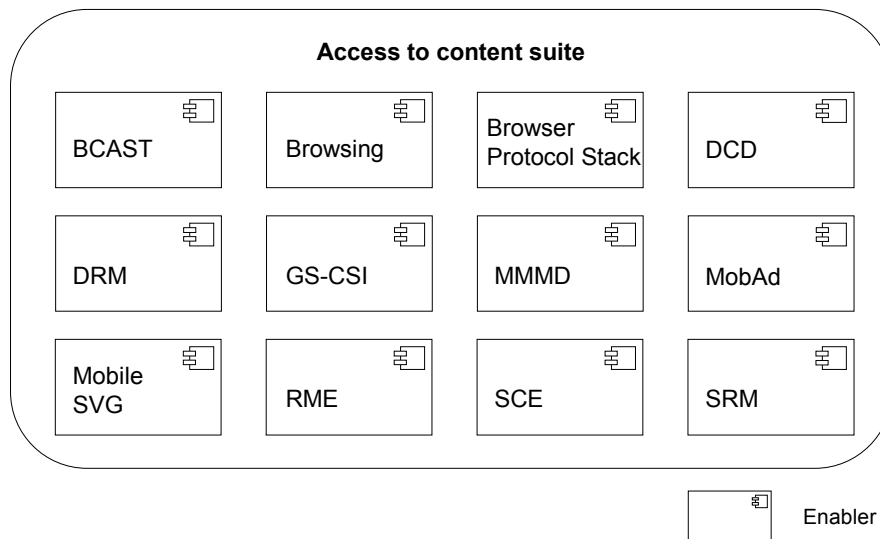 Access to content suite
BCAST
Browsing
Browser
Protocol Stack
DCD
DRM
GS-CSI
MMMD
MobAd
Mobile
SVG
RME
SCE
SRM
Enabler